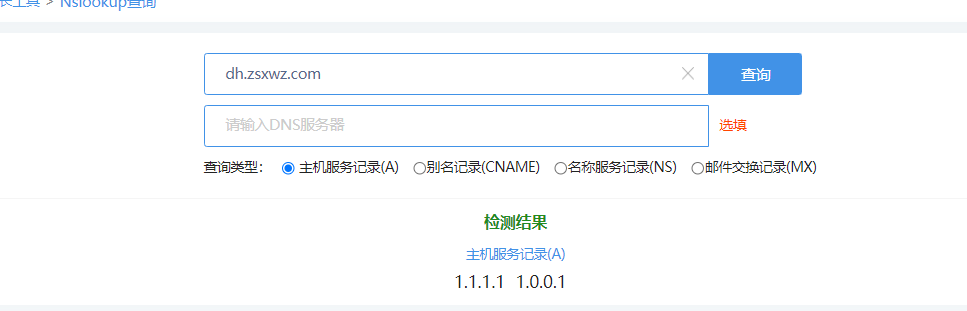 长工具 > Nslookup查询
dh.zsxwz.com 查询
请输入DNS服务器 选填
查询类型： 主机服务记录(A) 别名记录(CNAME) 名称服务记录(NS) 邮件交换记录(MX)
检测结果
主机服务记录(A)
1.1.1.1 1.0.0.1